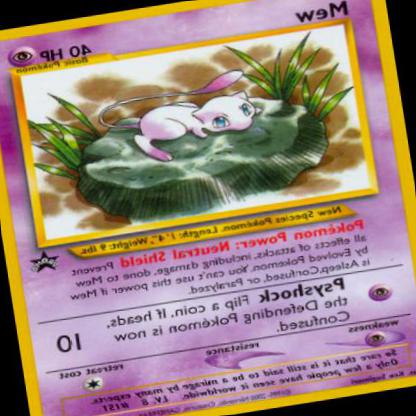 Mew
40 HP
Basic Pokémon
New Species Pokémon. Length: 1' 4", Weight: 9 lbs.
Pokémon Power: Neutral Shield Prevent
all effects of attacks, including damage, done to Mew
by Evolved Pokémon. You can't use this power if Mew
is Asleep, Confused, or Paralyzed.
Psyshock Flip a coin. If heads,
the Defending Pokémon is now
Confused.
10
weakness
resistance
retreat cost
So rare that it is still said to be a mirage by many experts.
Only a few people have seen it worldwide.
LV. 8 #151